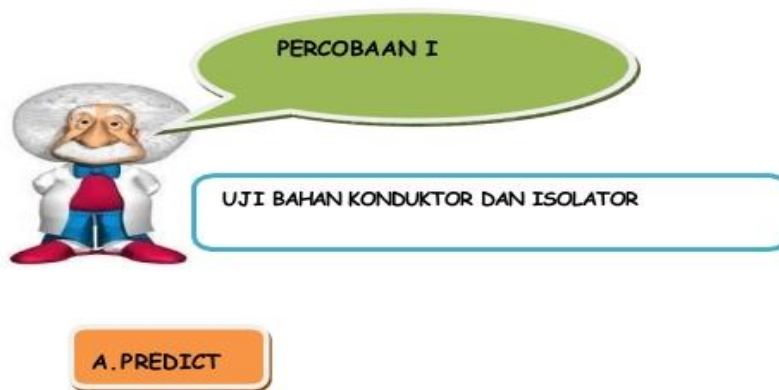 PERCOBAAN I
UJI BAHAN KONDUKTOR DAN ISOLATOR
A. PREDICT